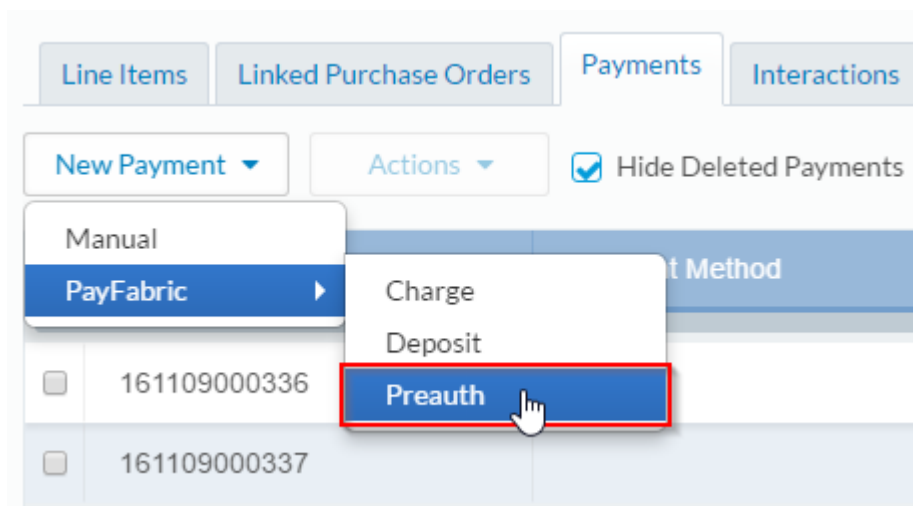 Line Items
Linked Purchase Orders
Payments
Interactions
New Payment
Actions
Hide Deleted Payments
Manual
PayFabric
Method
Charge
Deposit
Preauth
161109000336
161109000337